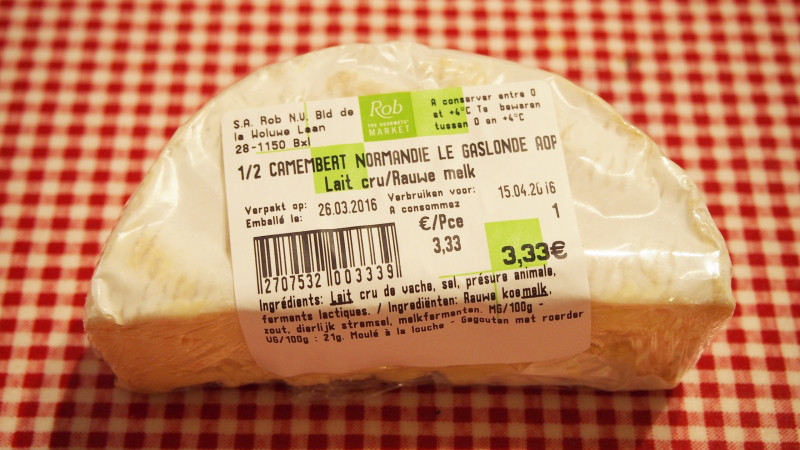 S.A. Rob N.V. Bld de
la Woluwe Laan
28-1150 Bxl
Rob
THE GOURMETS'
MARKET
A conserver entre 0
et +4°C Te bewaren
tussen 0 en +4°C
1/2 CAMEMBERT NORMANDIE LE GASLONDE AOP
Lait cru/Rauwe melk
Verpakt op: 26.03.2016 Verbruiken voor: 15.04.2016
Emballé le: A consommez
€/Pce 1
3,33 3,33€
2707532 003339
Ingrédients: Lait cru de vache, sel, présure animale,
ferments lactiques. / Ingrediënten: Rauwe koemelk,
zout, dierlijk stremsel, melkfermenten. MG/100g -
VG/100g : 21g. Moulé à la louche - Gegouten met roerder